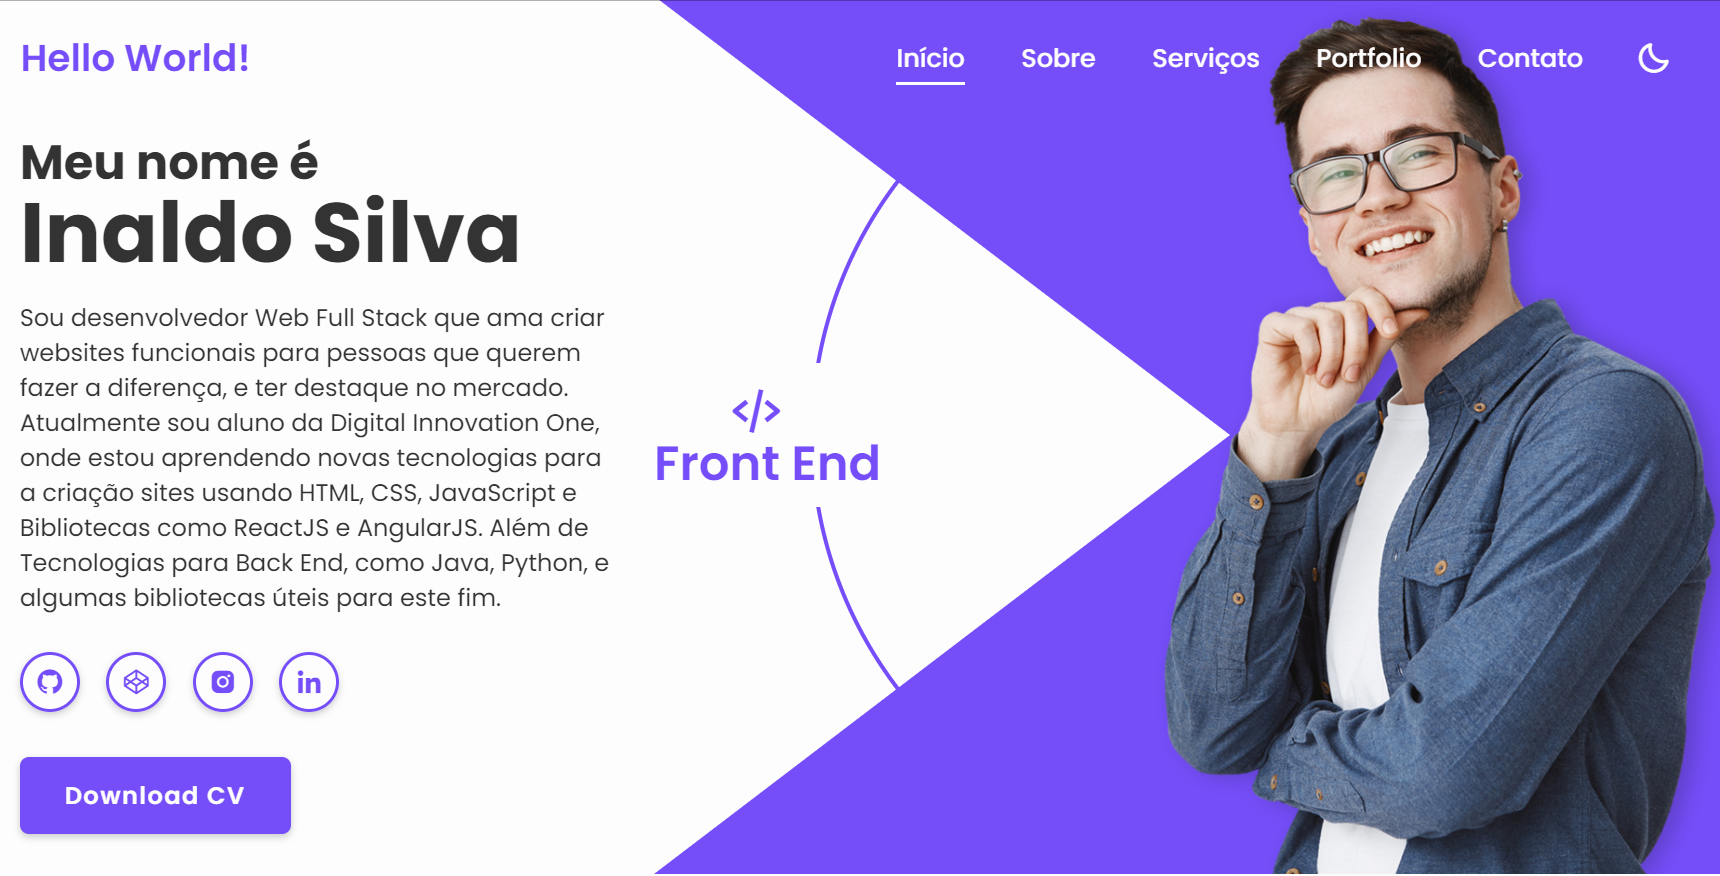 Hello World!
Início Sobre Serviços Portfolio Contato
Meu nome é
Inaldo Silva
Sou desenvolvedor Web Full Stack que ama criar
websites funcionais para pessoas que querem
fazer a diferença, e ter destaque no mercado.
Atualmente sou aluno da Digital Innovation One,
onde estou aprendendo novas tecnologias para
a criação sites usando HTML, CSS, JavaScript e
Bibliotecas como ReactJS e AngularJS. Além de
Tecnologias para Back End, como Java, Python, e
algumas bibliotecas úteis para este fim.
</>
Front End
in
Download CV